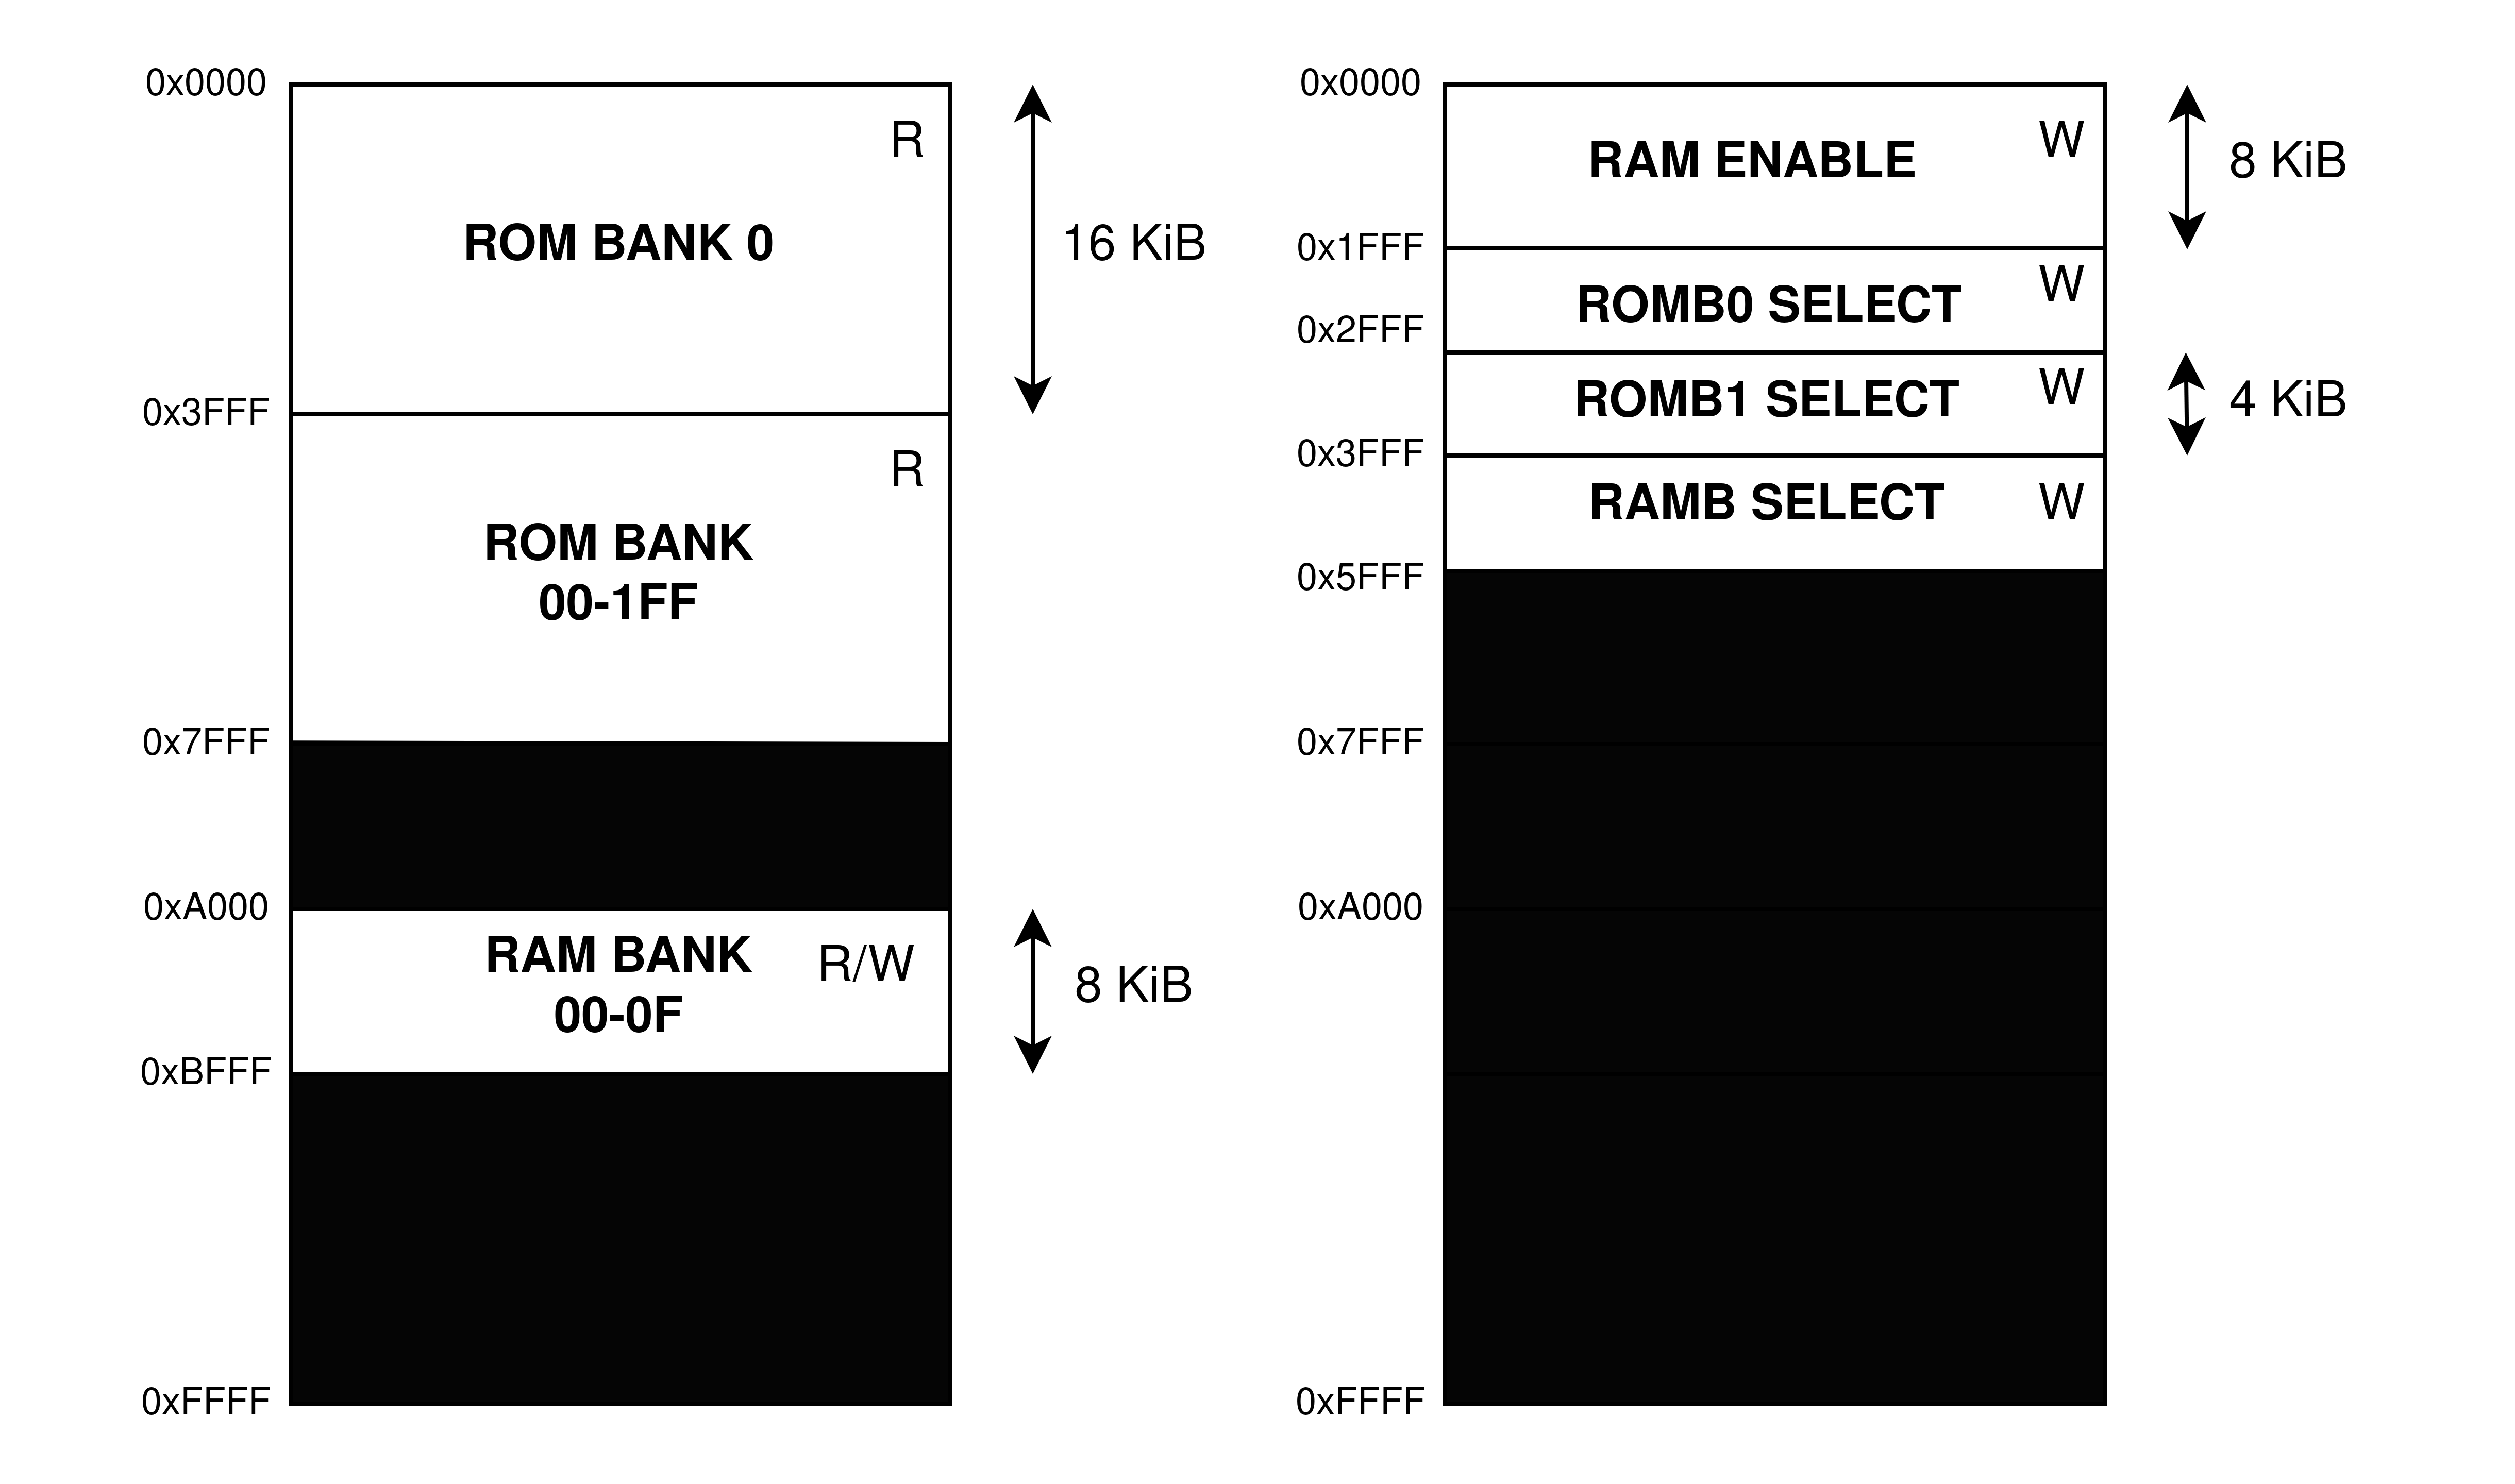 0x0000
R
ROM BANK 0
16 KiB
0x3FFF
R
ROM BANK
00-1FF
0x7FFF
0xA000
RAM BANK
R/W
00-0F
8 KiB
0xBFFF
0xFFFF
0x0000
RAM ENABLE
W
8 KiB
0x1FFF
ROMB0 SELECT
W
0x2FFF
ROMB1 SELECT
W
4 KiB
0x3FFF
RAMB SELECT
W
0x5FFF
0x7FFF
0xA000
0xFFFF